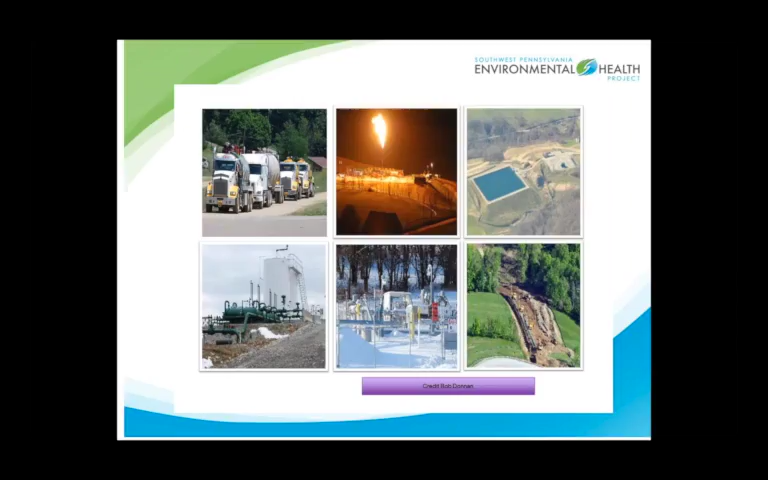 SOUTHWEST PENNSYLVANIA
ENVIRONMENTAL HEALTH
PROJECT
Credit Bob Donnan